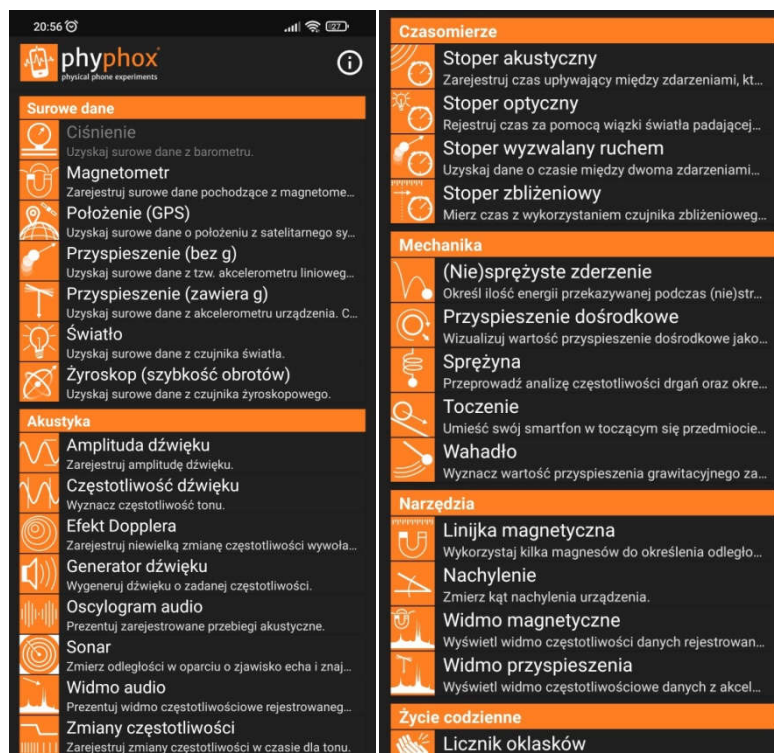 20:56
27
phyphox
physical phone experiments
Surowe dane
Ciśnienie
Uzyskaj surowe dane z barometru.
Magnetometr
Zarejestruj surowe dane pochodzące z magnetome...
Położenie (GPS)
Uzyskaj surowe dane o położeniu z satelitarnego sy...
Przyspieszenie (bez g)
Uzyskaj surowe dane z tzw. akcelerometru linioweg...
Przyspieszenie (zawiera g)
Uzyskaj surowe dane z akcelerometru urządzenia. C...
Światło
Uzyskaj surowe dane z czujnika światła.
Żyroskop (szybkość obrotów)
Uzyskaj surowe dane z czujnika żyroskopowego.
Akustyka
Amplituda dźwięku
Zarejestruj amplitudę dźwięku.
Częstotliwość dźwięku
Wyznacz częstotliwość tonu.
Efekt Dopplera
Zarejestruj niewielką zmianę częstotliwości wywoła...
Generator dźwięku
Wygeneruj dźwięku o zadanej częstotliwości.
Oscylogram audio
Prezentuj zarejestrowane przebiegi akustyczne.
Sonar
Zmierz odległości w oparciu o zjawisko echa i znaj...
Widmo audio
Prezentuj widmo częstotliwościowe rejestrowaneg...
Zmiany częstotliwości
Zarejestruj zmiany częstotliwości w czasie dla tonu.
Czasomierze
Stoper akustyczny
Zarejestruj czas upływający między zdarzeniami, kt...
Stoper optyczny
Rejestruj czas za pomocą wiązki światła padającej...
Stoper wyzwalany ruchem
Uzyskaj dane o czasie między dwoma zdarzeniami...
Stoper zbliżeniowy
Mierz czas z wykorzystaniem czujnika zbliżenioweg...
Mechanika
(Nie)sprężyste zderzenie
Określ ilość energii przekazywanej podczas (nie)str...
Przyspieszenie dośrodkowe
Wizualizuj wartość przyspieszenie dośrodkowe jako...
Sprężyna
Przeprowadź analizę częstotliwości drgań oraz okre...
Toczenie
Umieść swój smartfon w toczącym się przedmiocie...
Wahadło
Wyznacz wartość przyspieszenia grawitacyjnego za...
Narzędzia
Linijka magnetyczna
Wykorzystaj kilka magnesów do określenia odległo...
Nachylenie
Zmierz kąt nachylenia urządzenia.
Widmo magnetyczne
Wyświetl widmo częstotliwości danych rejestrowan...
Widmo przyspieszenia
Wyświetl widmo częstotliwościowe danych z akcel...
Życie codzienne
Licznik oklasków